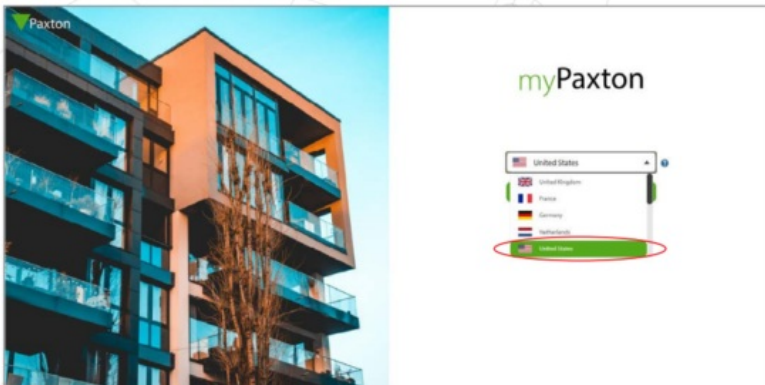 Paxton
myPaxton
United States
United Kingdom
France
Germany
Netherlands
United States